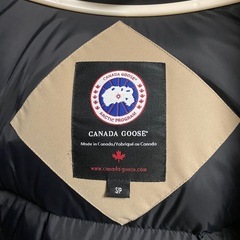 CANADA GOOSE
ARCTIC PROGRAM
CANADA GOOSE®
Made in Canada/Fabriqué au Canada
www.canada-goose.com
SP